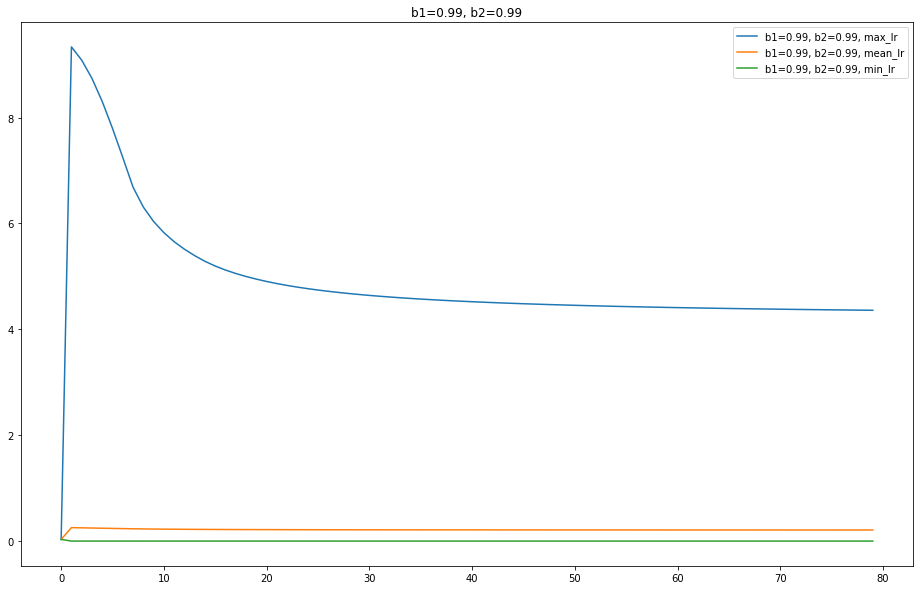 b1=0.99, b2=0.99
b1=0.99, b2=0.99, max_lr
b1=0.99, b2=0.99, mean_lr
b1=0.99, b2=0.99, min_lr
8
6
4
2
0
0 10 20 30 40 50 60 70 80